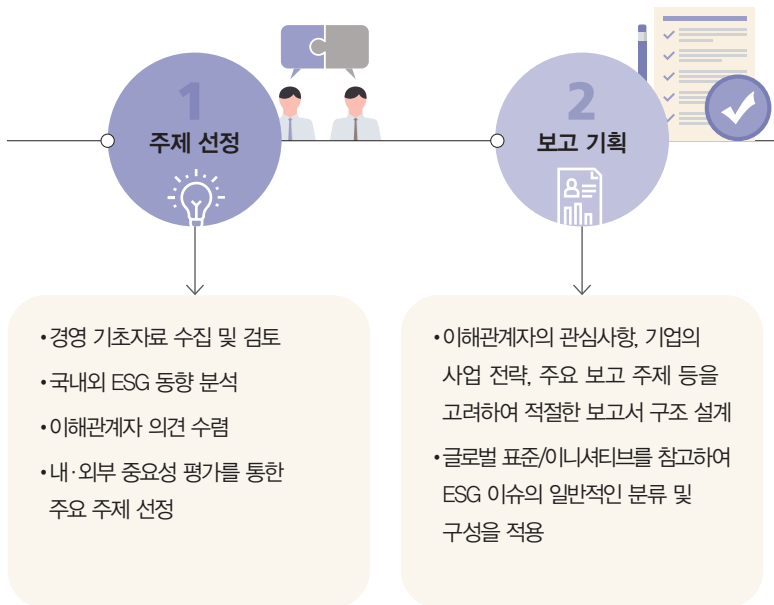 1
주제 선정
2
보고 기획
•경영 기초자료 수집 및 검토
•국내외 ESG 동향 분석
•이해관계자 의견 수렴
•내·외부 중요성 평가를 통한
주요 주제 선정
•이해관계자의 관심사항, 기업의
사업 전략, 주요 보고 주제 등을
고려하여 적절한 보고서 구조 설계
•글로벌 표준/이니셔티브를 참고하여
ESG 이슈의 일반적인 분류 및
구성을 적용